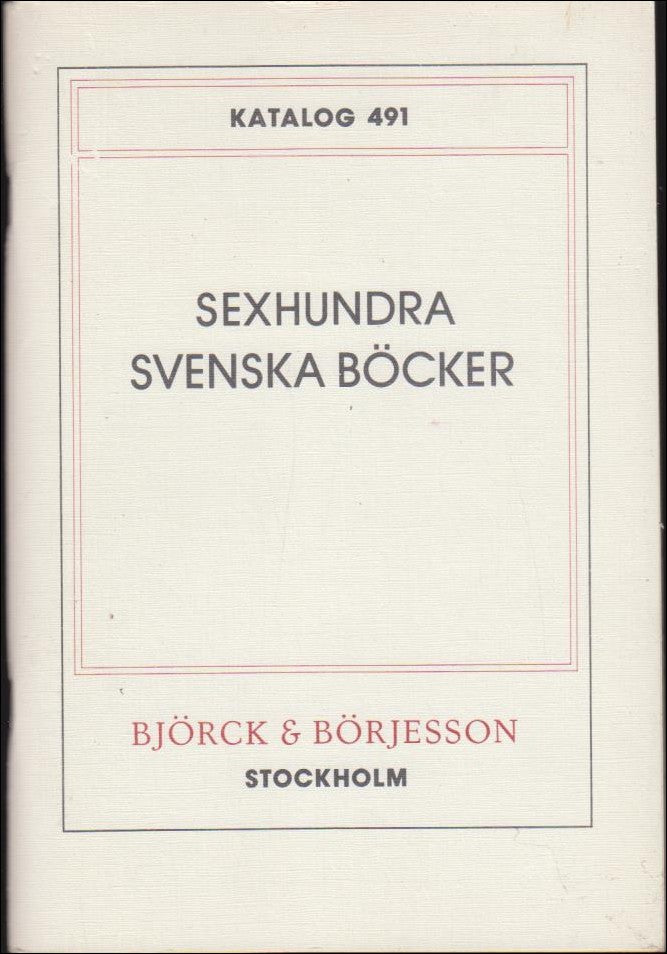 KATALOG 491
SEXHUNDRA
SVENSKA BÖCKER
BJÖRCK & BÖRJESSON
STOCKHOLM